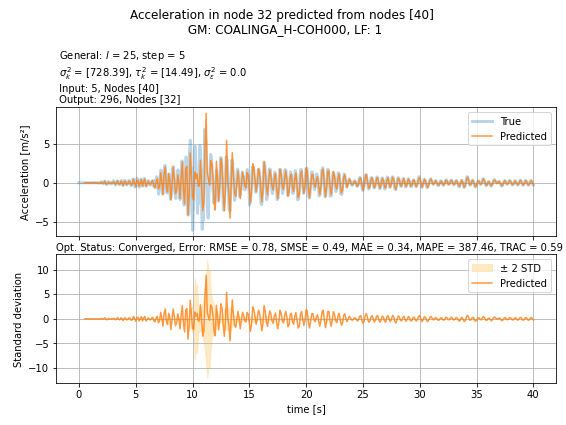 Acceleration in node 32 predicted from nodes [40]
GM: COALINGA_H-COH000, LF: 1
General: l = 25, step = 5
σ²ₖ = [728.39], τ²ₖ = [14.49], σ²ε = 0.0
Input: 5, Nodes [40]
Output: 296, Nodes [32]
Acceleration [m/s²]
5
0
−5
True
Predicted
Opt. Status: Converged, Error: RMSE = 0.78, SMSE = 0.49, MAE = 0.34, MAPE = 387.46, TRAC = 0.59
Standard deviation
10
5
0
−5
−10
± 2 STD
Predicted
0 5 10 15 20 25 30 35 40
time [s]